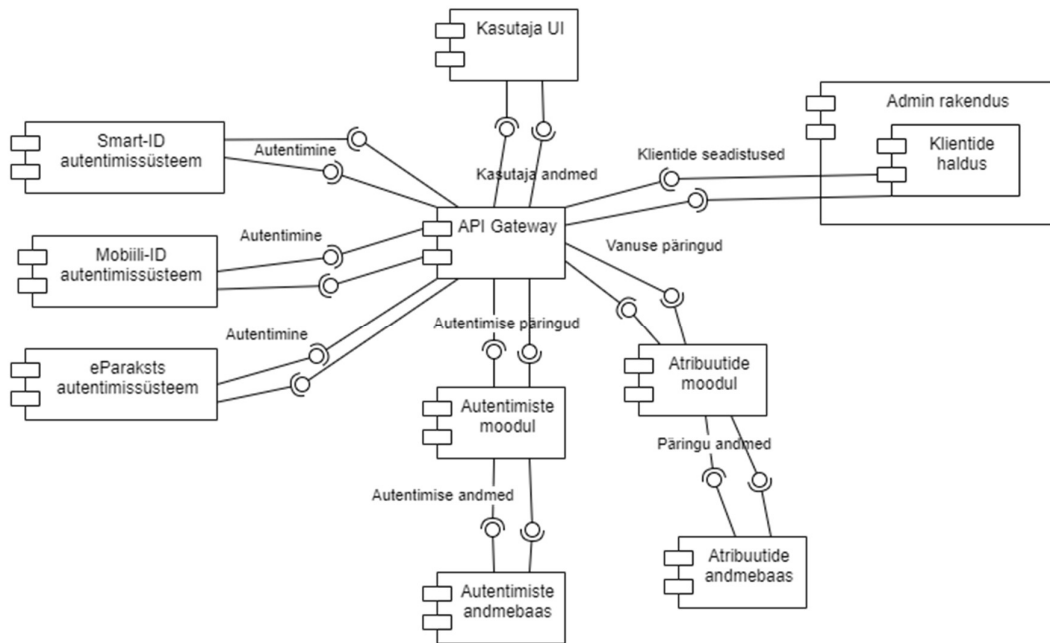 Kasutaja UI
Admin rakendus
Klientide
haldus
Smart-ID
autentimissüsteem
Autentimine
Klientide seadistused
Kasutaja andmed
API Gateway
Mobiili-ID
autentimissüsteem
Autentimine
Vanuse päringud
eParaksts
autentimissüsteem
Autentimine
Autentimise päringud
Atribuutide
moodul
Autentimiste
moodul
Päringu andmed
Autentimise andmed
Atribuutide
andmebaas
Autentimiste
andmebaas